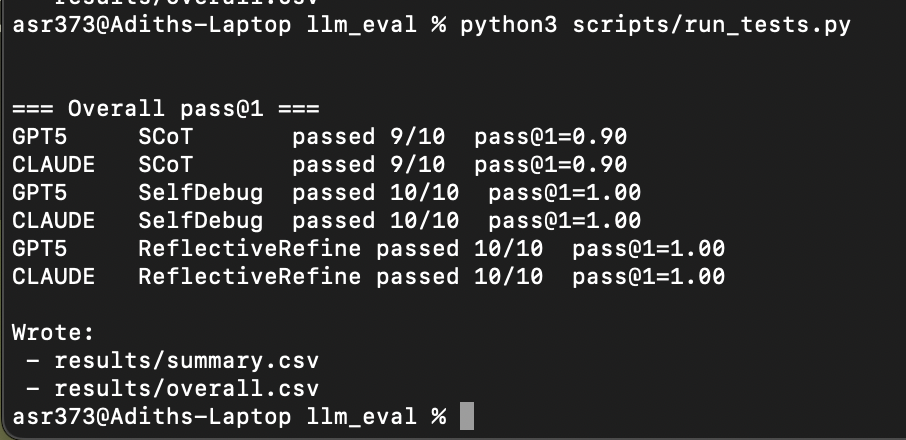 results/overall.csv
asr373@Adiths-Laptop llm_eval % python3 scripts/run_tests.py
=== Overall pass@1 ===
GPT5 SCoT passed 9/10 pass@1=0.90
CLAUDE SCoT passed 9/10 pass@1=0.90
GPT5 SelfDebug passed 10/10 pass@1=1.00
CLAUDE SelfDebug passed 10/10 pass@1=1.00
GPT5 ReflectiveRefine passed 10/10 pass@1=1.00
CLAUDE ReflectiveRefine passed 10/10 pass@1=1.00
Wrote:
- results/summary.csv
- results/overall.csv
asr373@Adiths-Laptop llm_eval %